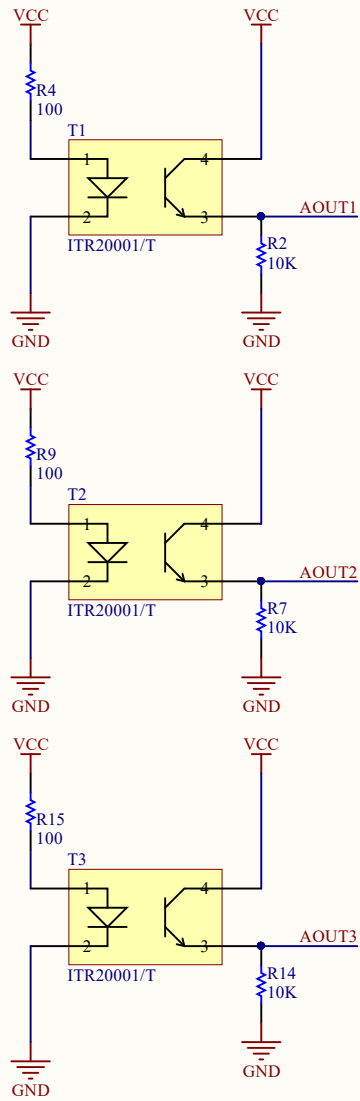 VCC VCC
R4
100
T1
1 4
2 3
AOUT1
ITR20001/T
R2
10K
GND GND
VCC VCC
R9
100
T2
1 4
2 3
AOUT2
ITR20001/T
R7
10K
GND GND
VCC VCC
R15
100
T3
1 4
2 3
AOUT3
ITR20001/T
R14
10K
GND GND